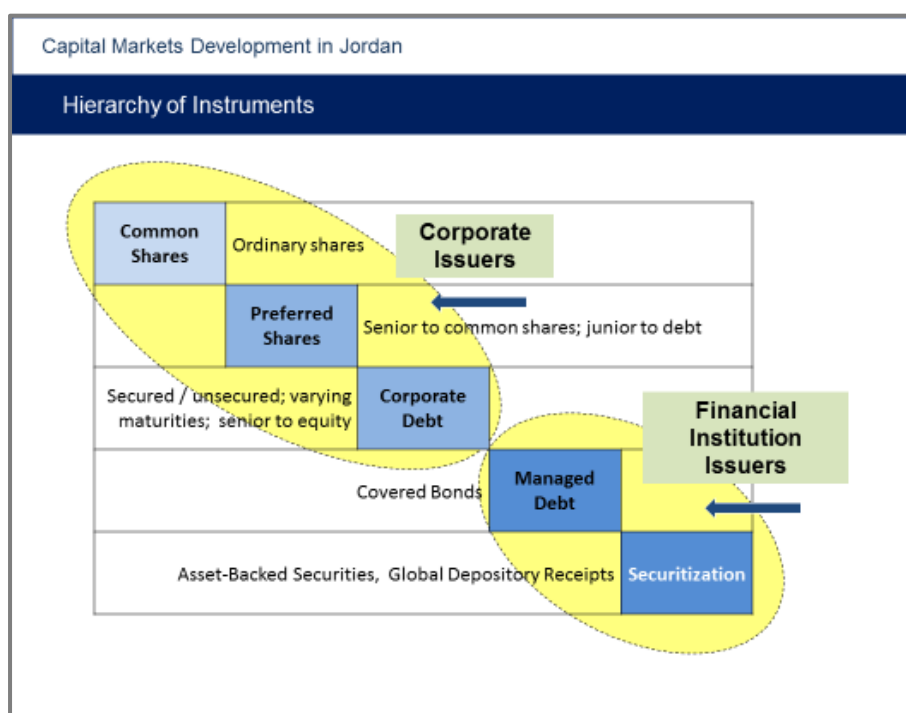 Capital Markets Development in Jordan
Hierarchy of Instruments
Common
Shares
Ordinary shares
Corporate
Issuers
Preferred
Shares
Senior to common shares; junior to debt
Secured / unsecured; varying
maturities; senior to equity
Corporate
Debt
Financial
Institution
Issuers
Covered Bonds
Managed
Debt
Asset-Backed Securities, Global Depository Receipts
Securitization